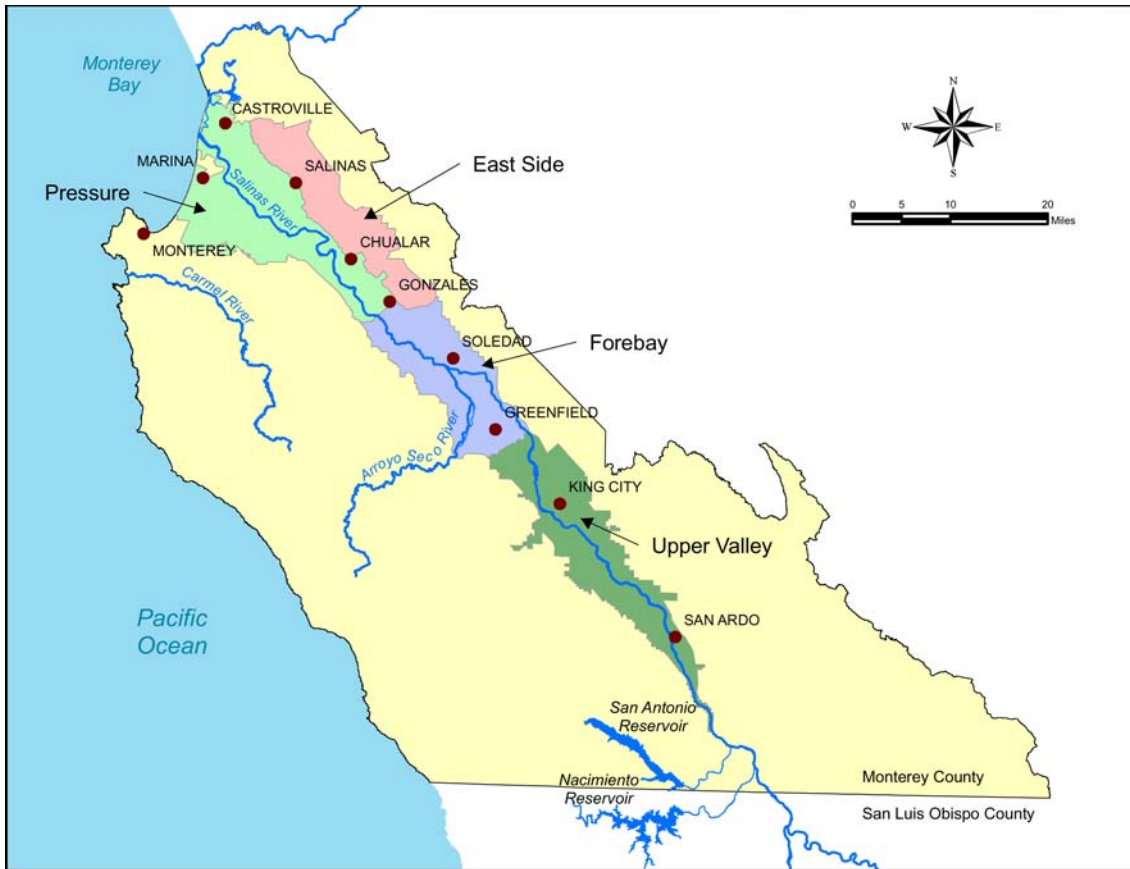 Monterey
Bay
CASTROVILLE
N
W
E
S
MARINA
SALINAS
East Side
Pressure
Salinas River
0 5 10 20
Miles
MONTEREY
CHUALAR
Carmel River
GONZALES
SOLEDAD
Forebay
GREENFIELD
Arroyo Seco River
KING CITY
Upper Valley
Pacific
Ocean
SAN ARDO
San Antonio
Reservoir
Nacimiento
Reservoir
Monterey County
San Luis Obispo County